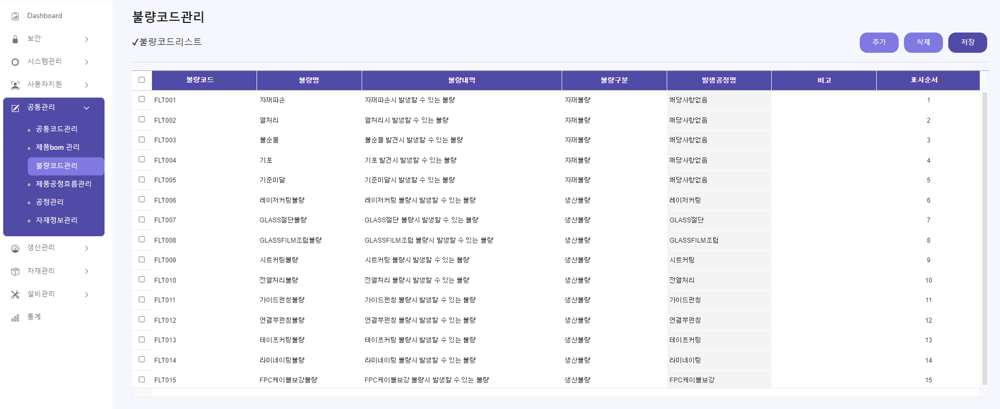 Dashboard
보안
시스템관리
사용자지원
공통관리
공통코드관리
제품bom 관리
불량코드관리
제품공정흐름관리
공정관리
자재정보관리
생산관리
자재관리
설비관리
통계
불량코드관리
✓불량코드리스트
추가 삭제 저장
불량코드 불량명 불량내역 불량구분 발생공정명 비고 표시순서
FLT001 자재파손 자재파손시 발생할 수 있는 불량 자재불량 해당사항없음 1
FLT002 열처리 열처리시 발생할 수 있는 불량 자재불량 해당사항없음 2
FLT003 불순물 불순물 발견시 발생할 수 있는 불량 자재불량 해당사항없음 3
FLT004 기포 기포 발견시 발생할 수 있는 불량 자재불량 해당사항없음 4
FLT005 기준미달 기준미달시 발생할 수 있는 불량 자재불량 해당사항없음 5
FLT006 레이저커팅불량 레이저커팅 불량시 발생할 수 있는 불량 생산불량 레이저커팅 6
FLT007 GLASS절단불량 GLASS절단 불량시 발생할 수 있는 불량 생산불량 GLASS절단 7
FLT008 GLASSFILM조립불량 GLASSFILM조립 불량시 발생할 수 있는 불량 생산불량 GLASSFILM조립 8
FLT009 시트커팅불량 시트커팅 불량시 발생할 수 있는 불량 생산불량 시트커팅 9
FLT010 전열처리불량 전열처리 불량시 발생할 수 있는 불량 생산불량 전열처리 10
FLT011 가이드펀칭불량 가이드펀칭 불량시 발생할 수 있는 불량 생산불량 가이드펀칭 11
FLT012 연결부펀칭불량 연결부펀칭 불량시 발생할 수 있는 불량 생산불량 연결부펀칭 12
FLT013 테이프커팅불량 테이프커팅 불량시 발생할 수 있는 불량 생산불량 테이프커팅 13
FLT014 라미네이팅불량 라미네이팅 불량시 발생할 수 있는 불량 생산불량 라미네이팅 14
FLT015 FPC케이블보강불량 FPC케이블보강 불량시 발생할 수 있는 불량 생산불량 FPC케이블보강 15